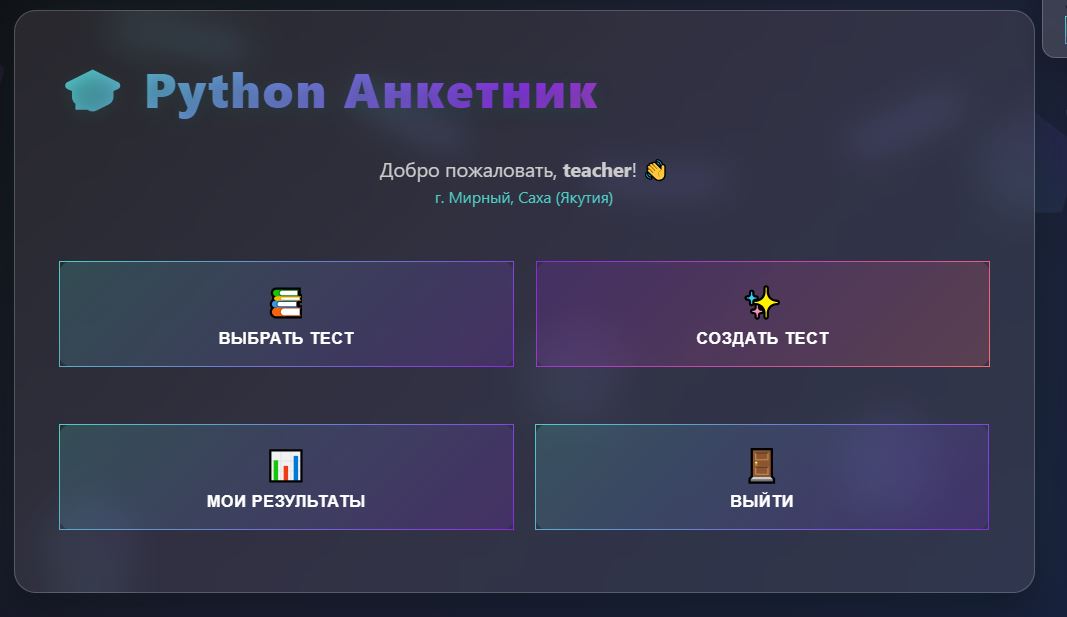 Python Анкетник
Добро пожаловать, teacher! 👋
г. Мирный, Саха (Якутия)
ВЫБРАТЬ ТЕСТ
СОЗДАТЬ ТЕСТ
МОИ РЕЗУЛЬТАТЫ
ВЫЙТИ